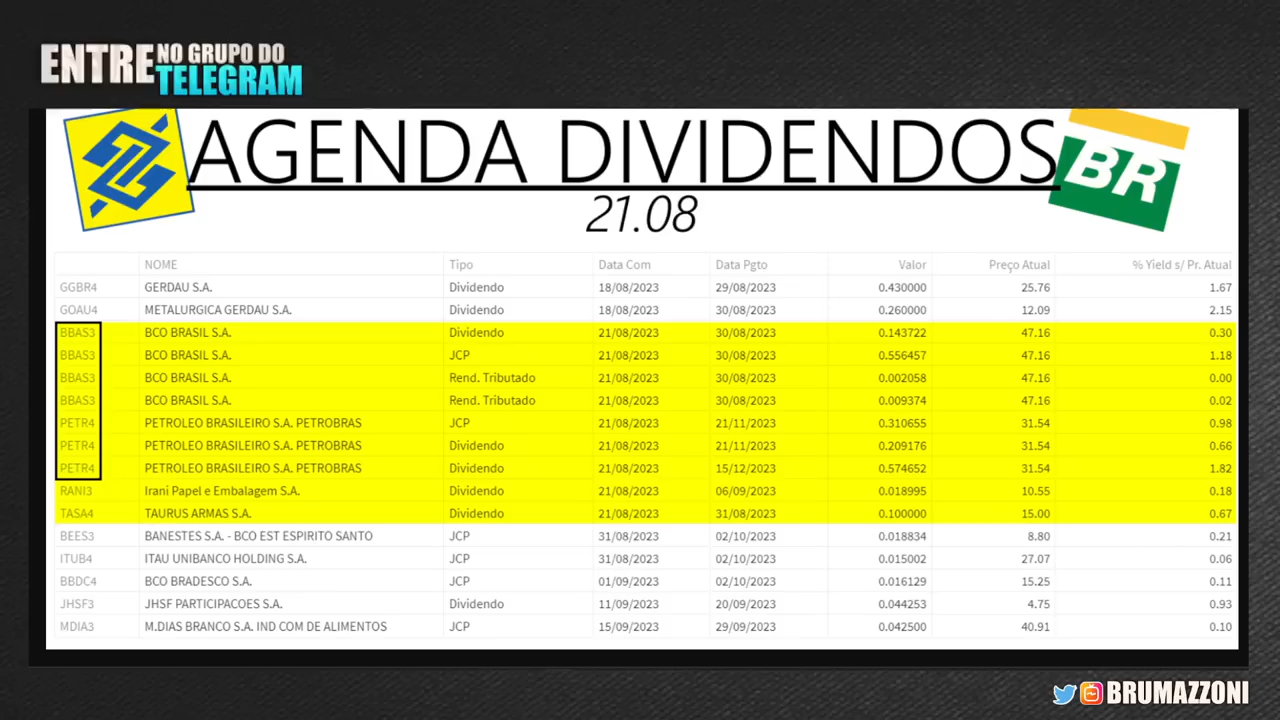 ENTRE NO GRUPO DO TELEGRAM
AGENDA DIVIDENDOS
BR
21.08
NOME Tipo Data Com Data Pgto Valor Preço Atual % Yield s/ Pr. Atual
GGBR4 GERDAU S.A. Dividendo 18/08/2023 29/08/2023 0.430000 25.76 1.67
GOAU4 METALURGICA GERDAU S.A. Dividendo 18/08/2023 30/08/2023 0.260000 12.09 2.15
BBAS3 BCO BRASIL S.A. Dividendo 21/08/2023 30/08/2023 0.143722 47.16 0.30
BBAS3 BCO BRASIL S.A. JCP 21/08/2023 30/08/2023 0.556457 47.16 1.18
BBAS3 BCO BRASIL S.A. Rend. Tributado 21/08/2023 30/08/2023 0.002058 47.16 0.00
BBAS3 BCO BRASIL S.A. Rend. Tributado 21/08/2023 30/08/2023 0.009374 47.16 0.02
PETR4 PETROLEO BRASILEIRO S.A. PETROBRAS JCP 21/08/2023 21/11/2023 0.310655 31.54 0.98
PETR4 PETROLEO BRASILEIRO S.A. PETROBRAS Dividendo 21/08/2023 21/11/2023 0.209176 31.54 0.66
PETR4 PETROLEO BRASILEIRO S.A. PETROBRAS Dividendo 21/08/2023 15/12/2023 0.574652 31.54 1.82
RANI3 Irani Papel e Embalagem S.A. Dividendo 21/08/2023 06/09/2023 0.018995 10.55 0.18
TASA4 TAURUS ARMAS S.A. Dividendo 21/08/2023 31/08/2023 0.100000 15.00 0.67
BEES3 BANESTES S.A. - BCO EST ESPIRITO SANTO JCP 31/08/2023 02/10/2023 0.018834 8.80 0.21
ITUB4 ITAU UNIBANCO HOLDING S.A. JCP 31/08/2023 02/10/2023 0.015002 27.07 0.06
BBDC4 BCO BRADESCO S.A. JCP 01/09/2023 02/10/2023 0.016129 15.25 0.11
JHSF3 JHSF PARTICIPACOES S.A. Dividendo 11/09/2023 20/09/2023 0.044253 4.75 0.93
MDIA3 M.DIAS BRANCO S.A. IND COM DE ALIMENTOS JCP 15/09/2023 29/09/2023 0.042500 40.91 0.10
BRUMAZZONI